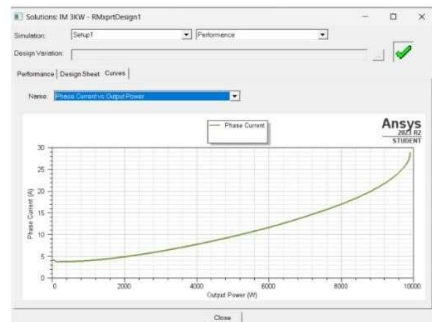 Solutions: IM 3KW - RMxprtDesign1
Simulation: Setup1 Performance
Design Variation:
Performance Design Sheet Curves
Name: Phase Current vs Output Power
Phase Current
Ansys
2023 R2
STUDENT
30
25
20
15
10
5
0
Phase Current (A)
0 2000 4000 6000 8000 10000
Output Power (W)
Close